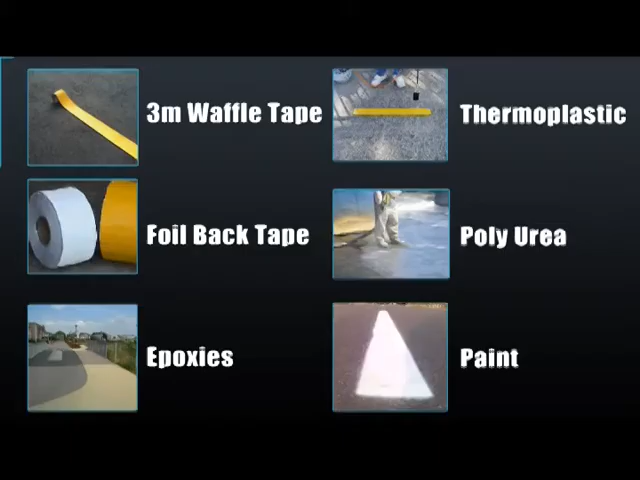 3m Waffle Tape
Thermoplastic
Foil Back Tape
Poly Urea
Epoxies
Paint